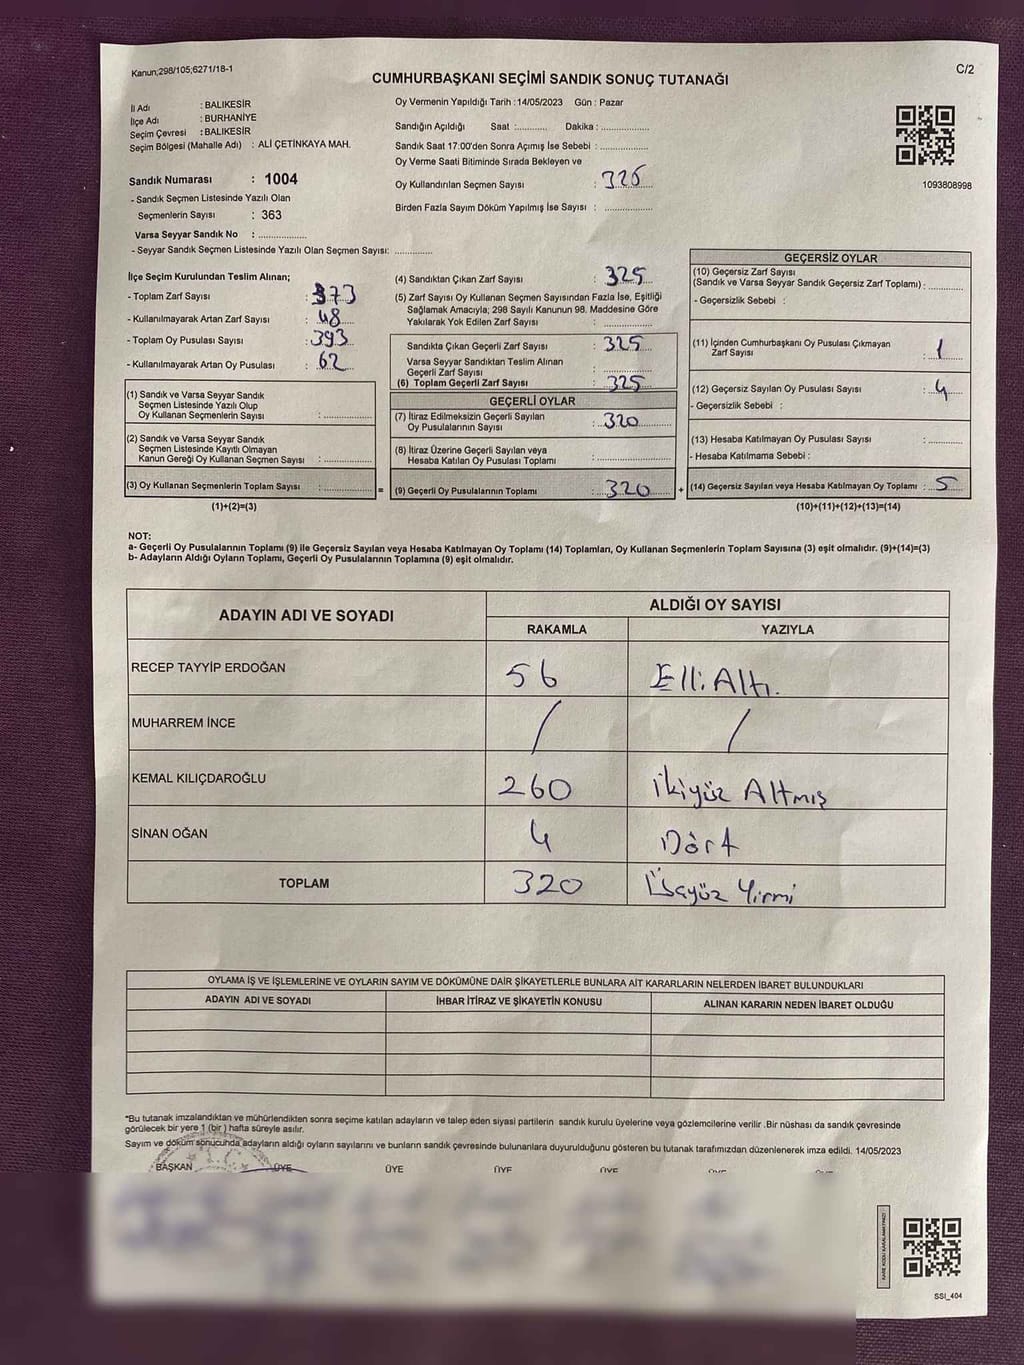 Kanun;298/105;6271/18-1
C/2
CUMHURBAŞKANI SEÇİMİ SANDIK SONUÇ TUTANAĞI
İl Adı : BALIKESİR
İlçe Adı : BURHANİYE
Seçim Çevresi : BALIKESİR
Seçim Bölgesi (Mahalle Adı) : ALİ ÇETİNKAYA MAH.
Sandık Numarası : 1004
- Sandık Seçmen Listesinde Yazılı Olan
Seçmenlerin Sayısı : 363
Varsa Seyyar Sandık No : ..............
- Seyyar Sandık Seçmen Listesinde Yazılı Olan Seçmen Sayısı: ............
Oy Vermenin Yapıldığı Tarih : 14/05/2023 Gün : Pazar
Sandığın Açıldığı Saat :........... Dakika : ................
Sandık Saat 17:00'den Sonra Açımış İse Sebebi : ................
Oy Verme Saati Bitiminde Sırada Bekleyen ve
Oy Kullandırılan Seçmen Sayısı : 325
Birden Fazla Sayım Döküm Yapılmış İse Sayısı : ................
1093808998
İlçe Seçim Kurulundan Teslim Alınan;
- Toplam Zarf Sayısı : 373
- Kullanılmayarak Artan Zarf Sayısı : 48
- Toplam Oy Pusulası Sayısı : 393
- Kullanılmayarak Artan Oy Pusulası : 62
(1) Sandık ve Varsa Seyyar Sandık
Seçmen Listesinde Yazılı Olup
Oy Kullanan Seçmenlerin Sayısı : ................
(2) Sandık ve Varsa Seyyar Sandık
Seçmen Listesinde Kayıtlı Olmayan
Kanun Gereği Oy Kullanan Seçmen Sayısı : ................
(3) Oy Kullanan Seçmenlerin Toplam Sayısı : ................ =
(1)+(2)=(3)
(4) Sandıktan Çıkan Zarf Sayısı : 325
(5) Zarf Sayısı Oy Kullanan Seçmen Sayısından Fazla İse, Eşitliği
Sağlamak Amacıyla; 298 Sayılı Kanunun 98. Maddesine Göre
Yakılarak Yok Edilen Zarf Sayısı : ................
Sandıkta Çıkan Geçerli Zarf Sayısı : 325
Varsa Seyyar Sandıktan Teslim Alınan
Geçerli Zarf Sayısı : ................
(6) Toplam Geçerli Zarf Sayısı : 325
GEÇERLİ OYLAR
(7) İtiraz Edilmeksizin Geçerli Sayılan
Oy Pusulalarının Sayısı : 320
(8) İtiraz Üzerine Geçerli Sayılan veya
Hesaba Katılan Oy Pusulası Toplamı : ................
(9) Geçerli Oy Pusulalarının Toplamı : 320 +
GEÇERSİZ OYLAR
(10) Geçersiz Zarf Sayısı
(Sandık ve Varsa Seyyar Sandık Geçersiz Zarf Toplamı) : ............
- Geçersizlik Sebebi :
(11) İçinden Cumhurbaşkanı Oy Pusulası Çıkmayan
Zarf Sayısı : 1
(12) Geçersiz Sayılan Oy Pusulası Sayısı : 4
- Geçersizlik Sebebi :
(13) Hesaba Katılmayan Oy Pusulası Sayısı : ............
- Hesaba Katılmama Sebebi :
(14) Geçersiz Sayılan veya Hesaba Katılmayan Oy Toplamı : 5
(10)+(11)+(12)+(13)=(14)
NOT:
a- Geçerli Oy Pusulalarının Toplamı (9) ile Geçersiz Sayılan veya Hesaba Katılmayan Oy Toplamı (14) Toplamları, Oy Kullanan Seçmenlerin Toplam Sayısına (3) eşit olmalıdır. (9)+(14)=(3)
b- Adayların Aldığı Oyların Toplamı, Geçerli Oy Pusulalarının Toplamına (9) eşit olmalıdır.
ADAYIN ADI VE SOYADI
ALDIĞI OY SAYISI
RAKAMLA YAZIYLA
RECEP TAYYİP ERDOĞAN 56 Elli Altı.
MUHARREM İNCE / /
KEMAL KILIÇDAROĞLU 260 ikiyüz Altmış
SİNAN OĞAN 4 Dört
TOPLAM 320 Üçyüz Yirmi
OYLAMA İŞ VE İŞLEMLERİNE VE OYLARIN SAYIM VE DÖKÜMÜNE DAİR ŞİKAYETLERLE BUNLARA AİT KARARLARIN NELERDEN İBARET BULUNDUKLARI
ADAYIN ADI VE SOYADI İHBAR İTİRAZ VE ŞİKAYETİN KONUSU ALINAN KARARIN NEDEN İBARET OLDUĞU
*Bu tutanak imzalandıktan ve mühürlendikten sonra seçime katılan adayların ve talep eden siyasi partilerin sandık kurulu üyelerine veya gözlemcilerine verilir .Bir nüshası da sandık çevresinde
görülecek bir yere 1 (bir) hafta süreyle asılır.
Sayım ve döküm sonucunda adayların aldığı oyların sayılarını ve bunların sandık çevresinde bulunanlara duyurulduğunu gösteren bu tutanak tarafımızdan düzenlenerek imza edildi. 14/05/2023
BAŞKAN ÜYE ÜYE ÜYE ÜYE
T.C.
SSI_404